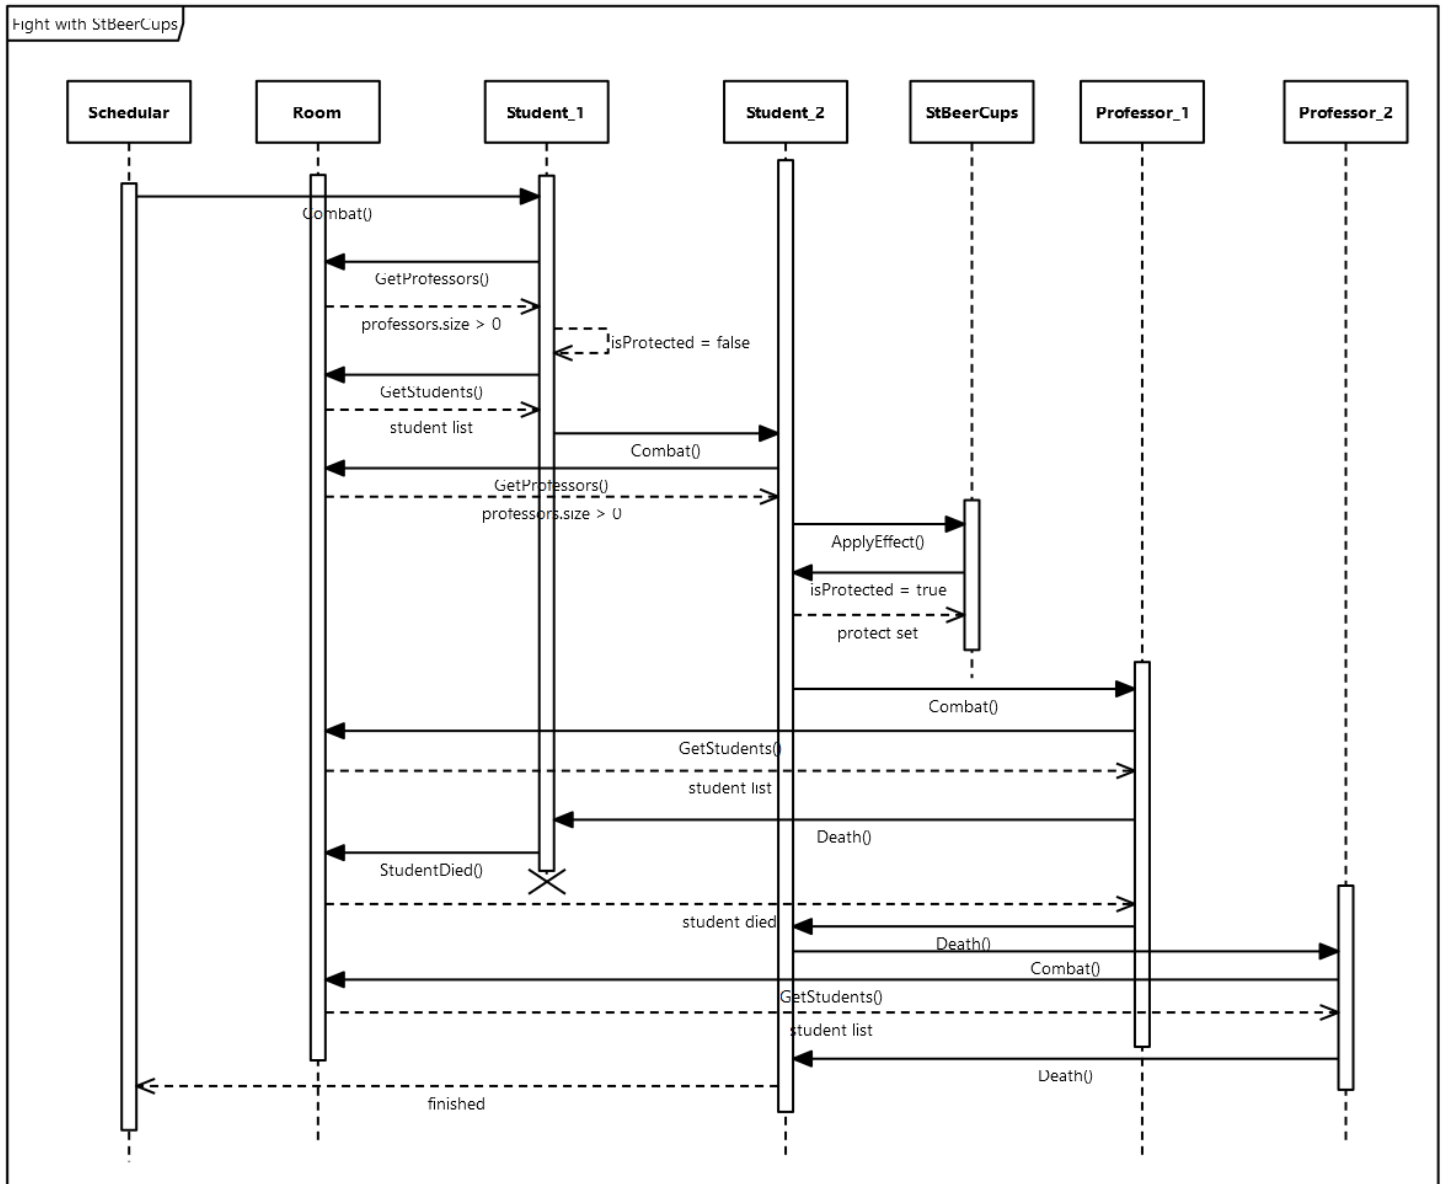 Fight with StBeerCups
Schedular
Room
Student_1
Student_2
StBeerCups
Professor_1
Professor_2
Combat()
GetProfessors()
professors.size > 0
isProtected = false
GetStudents()
student list
Combat()
GetProfessors()
professors.size > 0
ApplyEffect()
isProtected = true
protect set
Combat()
GetStudents()
student list
Death()
StudentDied()
student died
Death()
Combat()
GetStudents()
student list
Death()
finished